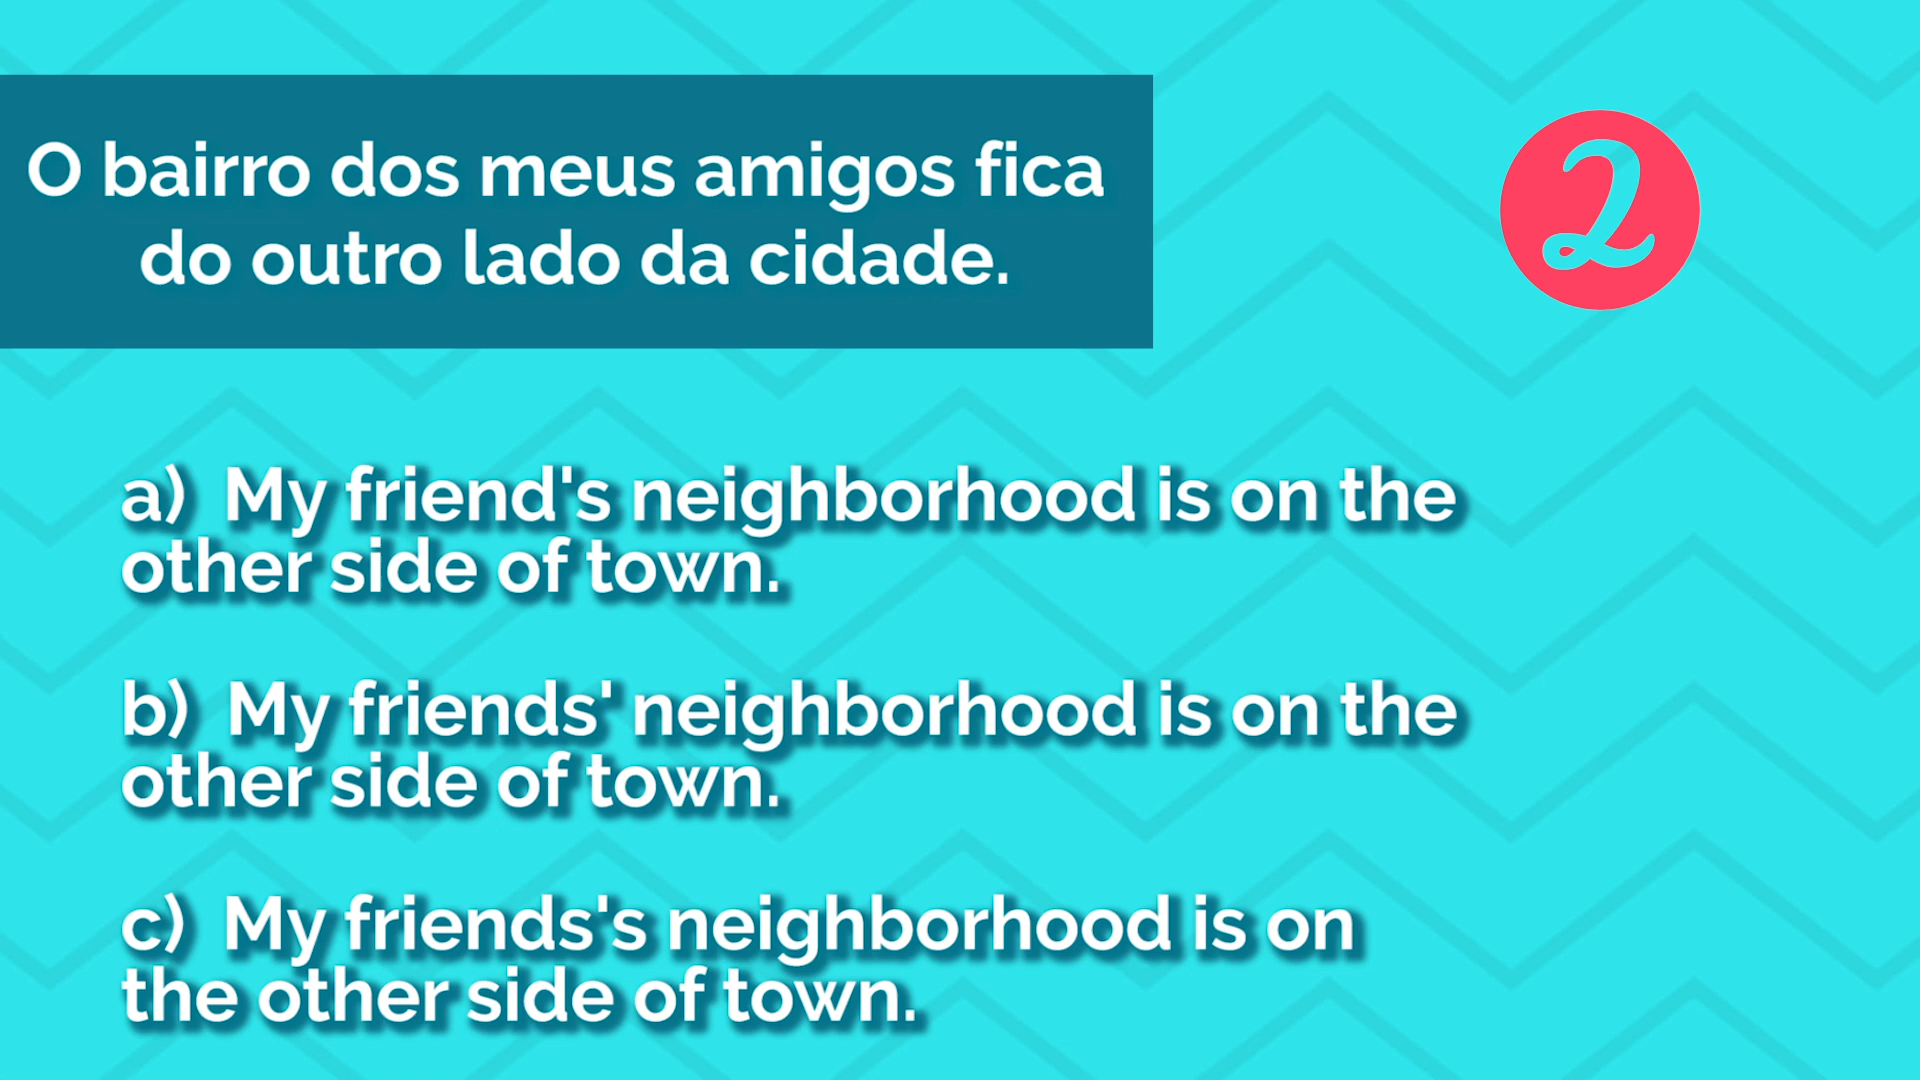 O bairro dos meus amigos fica
do outro lado da cidade.
2
a) My friend's neighborhood is on the
other side of town.
b) My friends' neighborhood is on the
other side of town.
c) My friends's neighborhood is on
the other side of town.